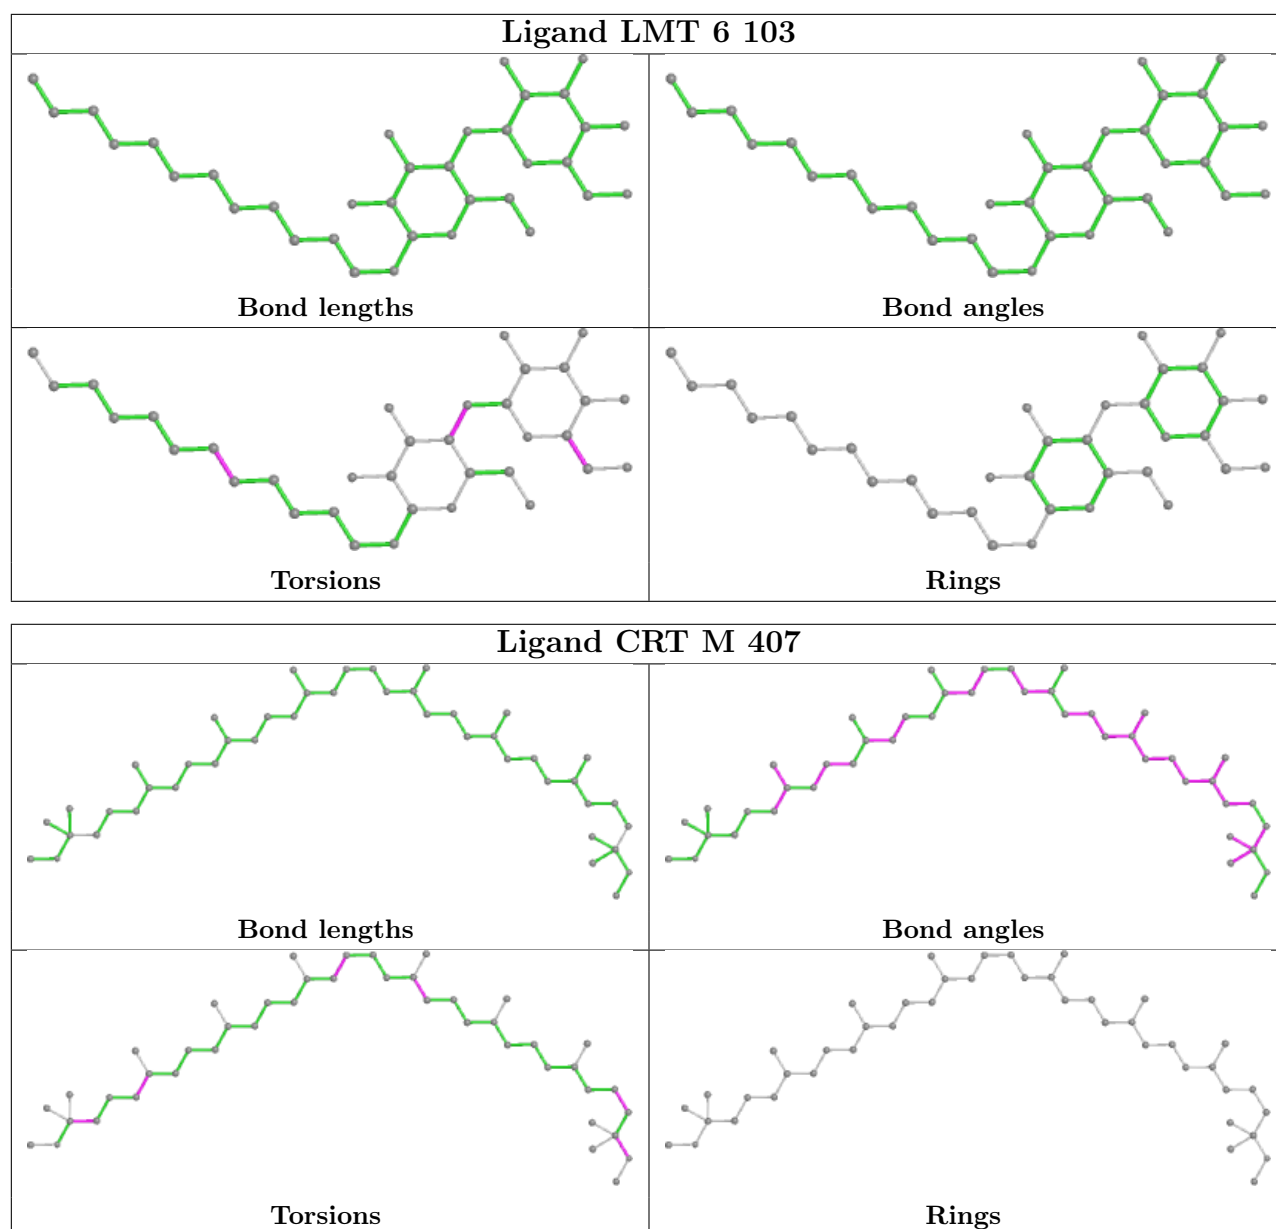 Ligand LMT 6 103
Bond lengths
Bond angles
Torsions
Rings
Ligand CRT M 407
Bond lengths
Bond angles
Torsions
Rings